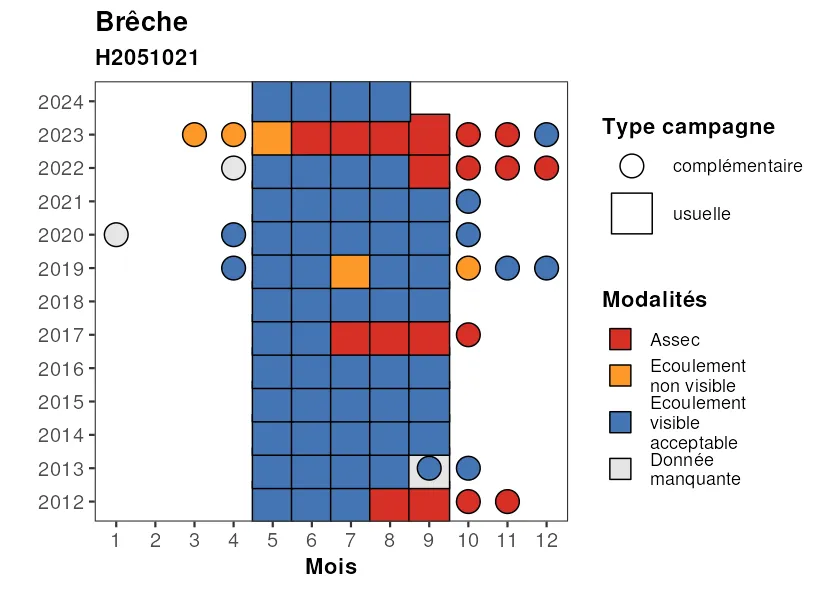 Brêche
H2051021
2024
2023
2022
2021
2020
2019
2018
2017
2016
2015
2014
2013
2012
1 2 3 4 5 6 7 8 9 10 11 12
Mois
Type campagne
complémentaire
usuelle
Modalités
Assec
Ecoulement
non visible
Ecoulement
visible
acceptable
Donnée
manquante